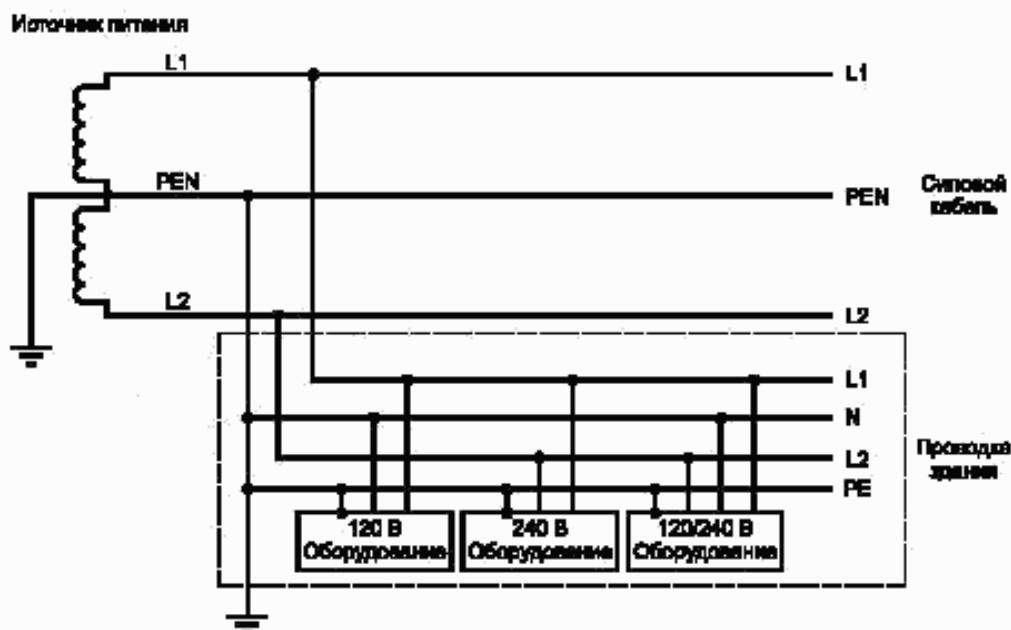 Источник питания
L1
L1
PEN
PEN
Силовой
кабель
L2
L2
L1
N
L2
Проводка
здания
PE
120 В
Оборудование
240 В
Оборудование
120/240 В
Оборудование